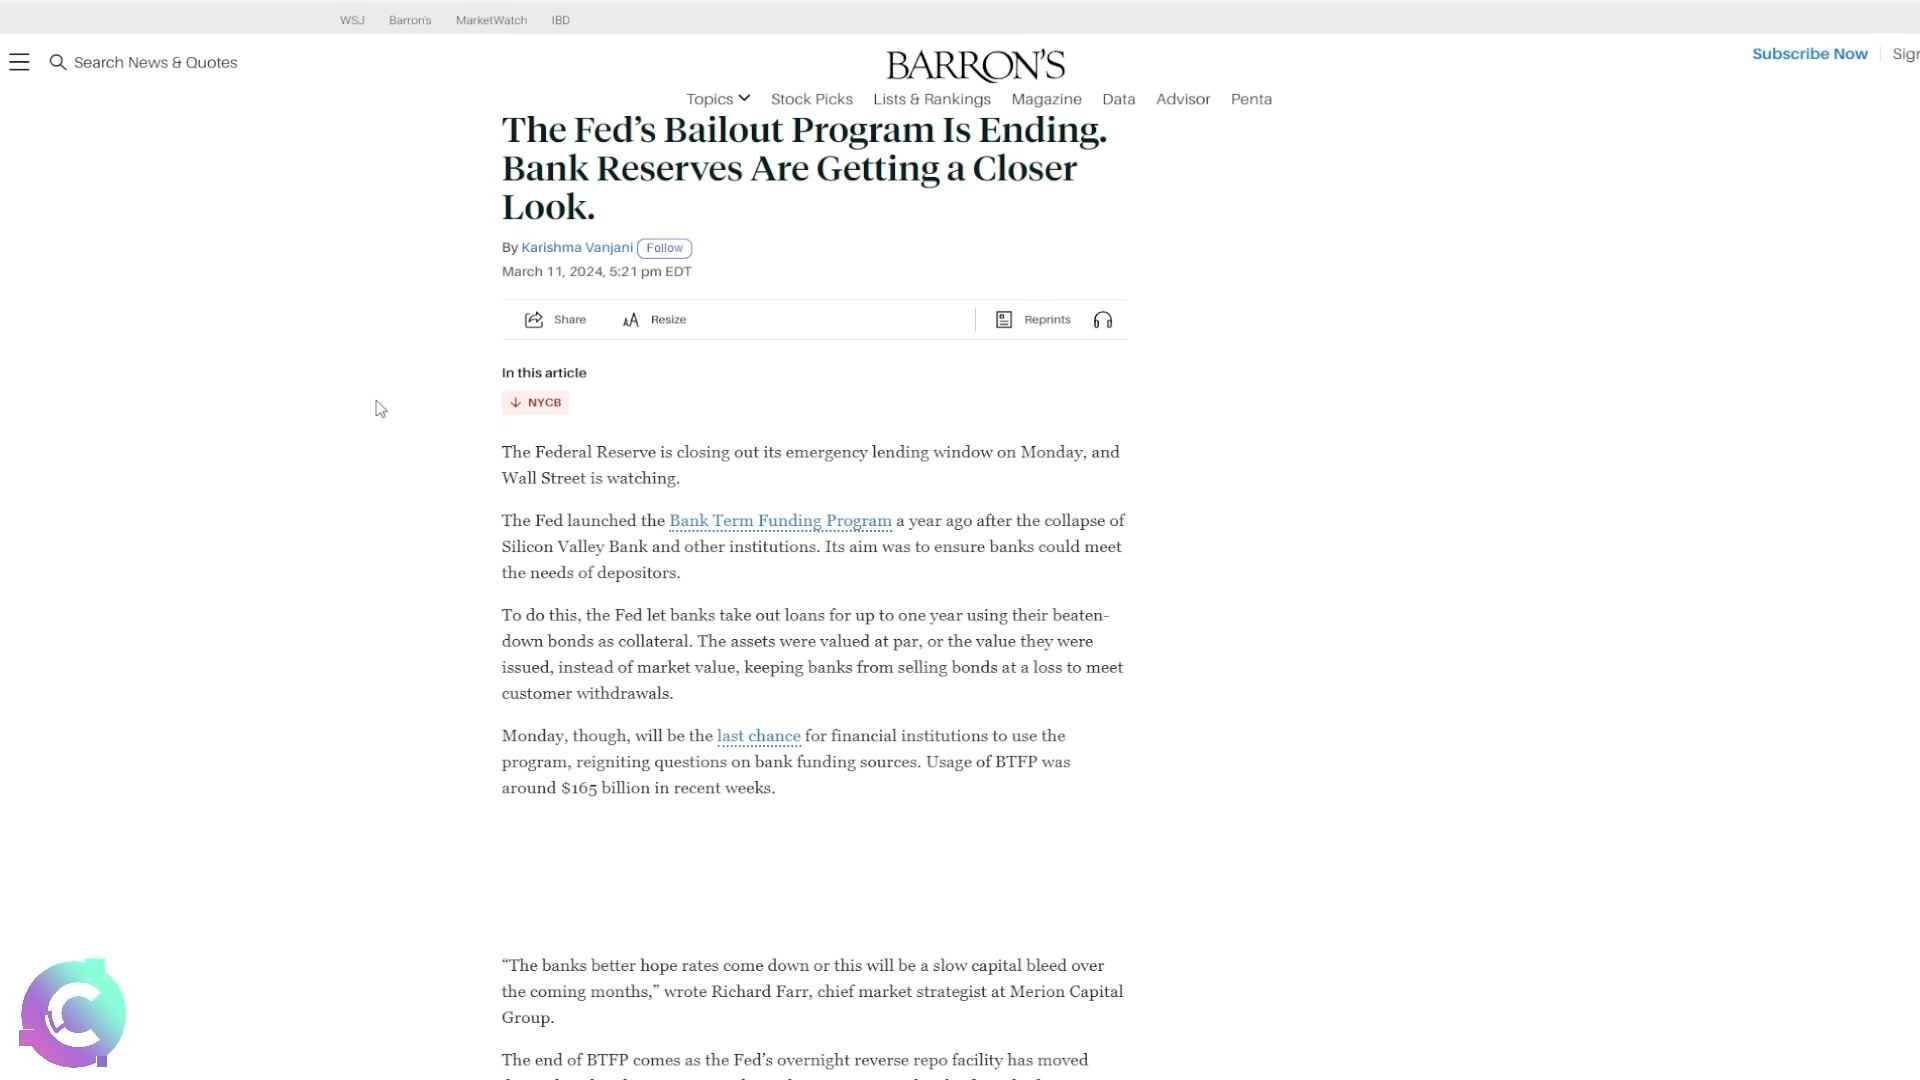 WSJ Barron's MarketWatch IBD
Search News & Quotes
BARRON'S
Subscribe Now
Topics Stock Picks Lists & Rankings Magazine Data Advisor Penta
The Fed’s Bailout Program Is Ending.
Bank Reserves Are Getting a Closer
Look.
By Karishma Vanjani Follow
March 11, 2024, 5:21 pm EDT
Share Resize Reprints
In this article
NYCB
The Federal Reserve is closing out its emergency lending window on Monday, and
Wall Street is watching.
The Fed launched the Bank Term Funding Program a year ago after the collapse of
Silicon Valley Bank and other institutions. Its aim was to ensure banks could meet
the needs of depositors.
To do this, the Fed let banks take out loans for up to one year using their beaten-
down bonds as collateral. The assets were valued at par, or the value they were
issued, instead of market value, keeping banks from selling bonds at a loss to meet
customer withdrawals.
Monday, though, will be the last chance for financial institutions to use the
program, reigniting questions on bank funding sources. Usage of BTFP was
around $165 billion in recent weeks.
“The banks better hope rates come down or this will be a slow capital bleed over
the coming months,” wrote Richard Farr, chief market strategist at Merion Capital
Group.
The end of BTFP comes as the Fed’s overnight reverse repo facility has moved